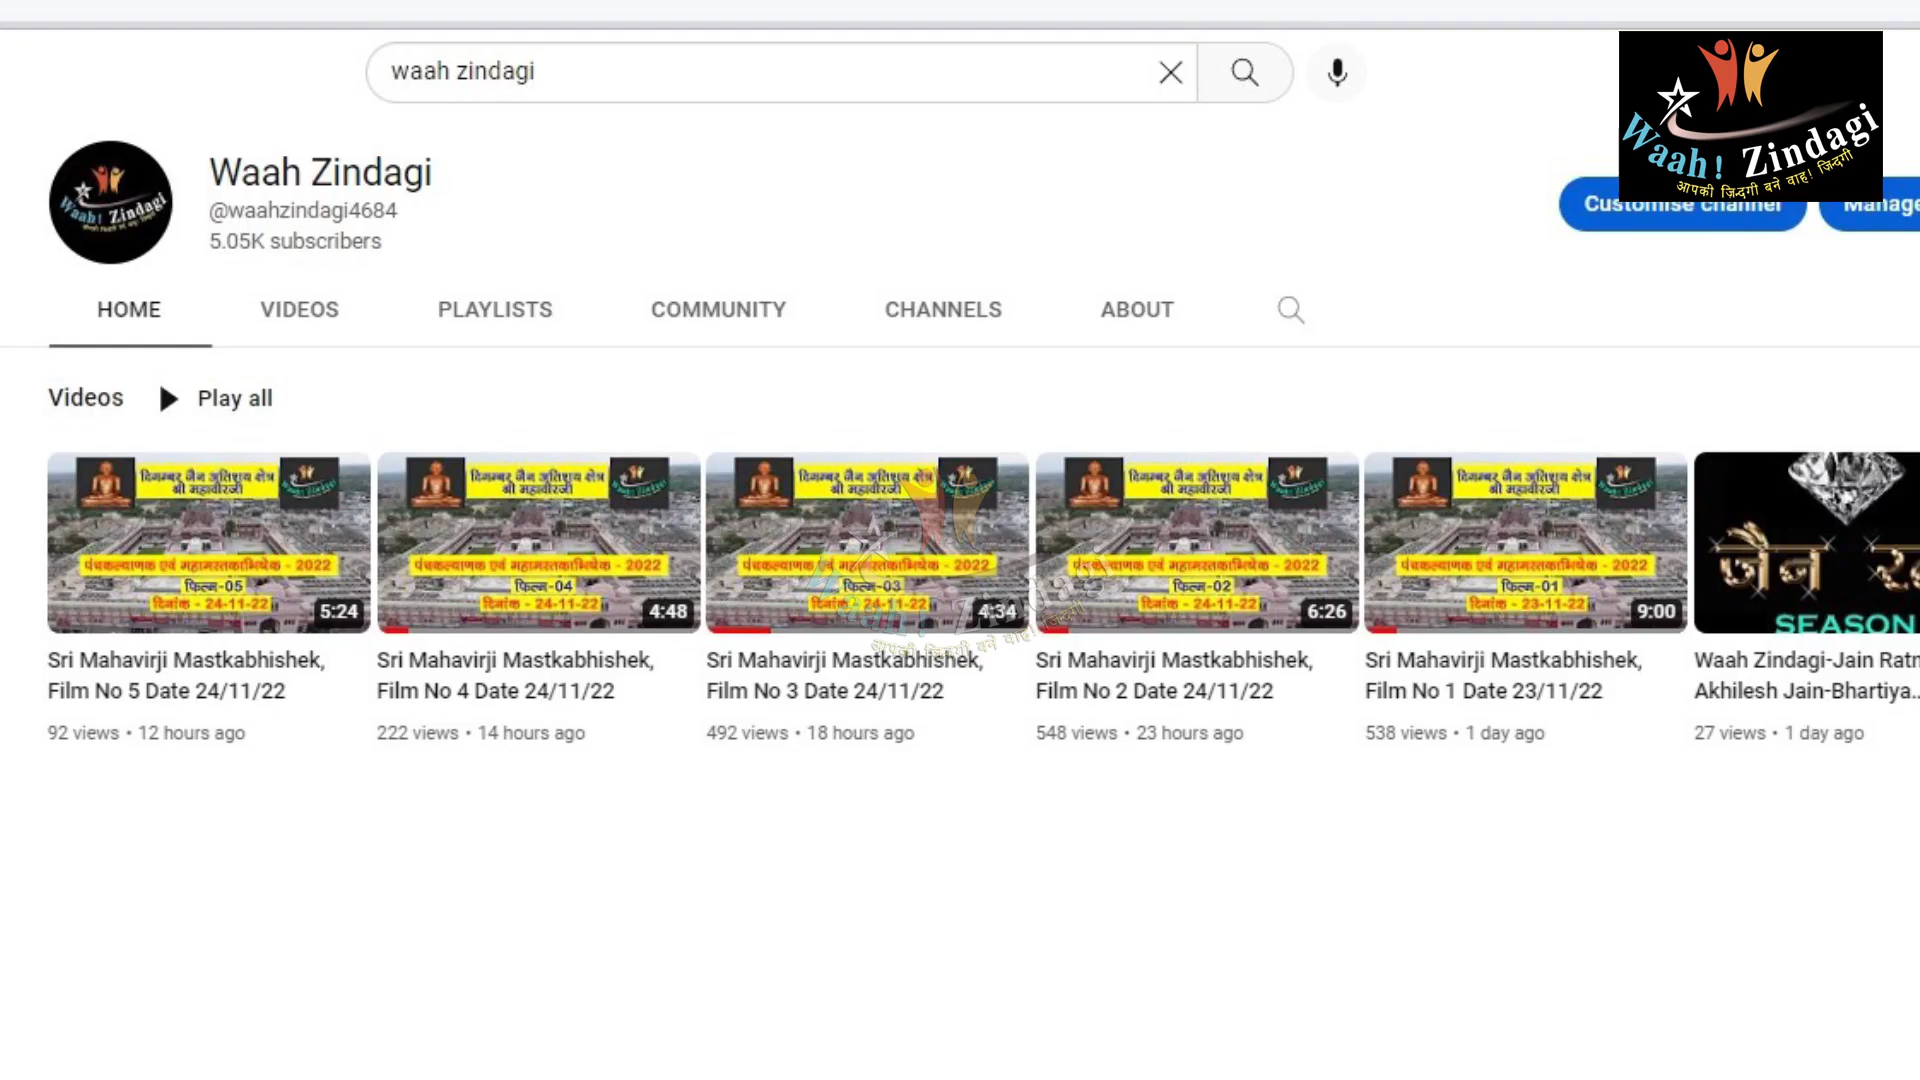 waah zindagi
Waah! Zindagi
आपकी ज़िन्दगी बने वाह! ज़िन्दगी
Waah! Zindagi
Waah Zindagi
@waahzindagi4684
5.05K subscribers
Customise channel
Manage
HOME VIDEOS PLAYLISTS COMMUNITY CHANNELS ABOUT
Videos Play all
दिगम्बर जैन अतिशय क्षेत्र
श्री महावीरजी
पंचकल्याणक एवं महामस्तकाभिषेक - 2022
फिल्म-05
दिनांक - 24-11-22
5:24
दिगम्बर जैन अतिशय क्षेत्र
श्री महावीरजी
पंचकल्याणक एवं महामस्तकाभिषेक - 2022
फिल्म-04
दिनांक - 24-11-22
4:48
दिगम्बर जैन अतिशय क्षेत्र
श्री महावीरजी
पंचकल्याणक एवं महामस्तकाभिषेक - 2022
फिल्म-03
दिनांक - 24-11-22
4:34
दिगम्बर जैन अतिशय क्षेत्र
श्री महावीरजी
पंचकल्याणक एवं महामस्तकाभिषेक - 2022
फिल्म-02
दिनांक - 24-11-22
6:26
दिगम्बर जैन अतिशय क्षेत्र
श्री महावीरजी
पंचकल्याणक एवं महामस्तकाभिषेक - 2022
फिल्म-01
दिनांक - 23-11-22
9:00
जैन
SEASON
Waah! Zindagi
आपकी ज़िन्दगी बने वाह! ज़िन्दगी
Sri Mahavirji Mastkabhishek,
Film No 5 Date 24/11/22
92 views • 12 hours ago
Sri Mahavirji Mastkabhishek,
Film No 4 Date 24/11/22
222 views • 14 hours ago
Sri Mahavirji Mastkabhishek,
Film No 3 Date 24/11/22
492 views • 18 hours ago
Sri Mahavirji Mastkabhishek,
Film No 2 Date 24/11/22
548 views • 23 hours ago
Sri Mahavirji Mastkabhishek,
Film No 1 Date 23/11/22
538 views • 1 day ago
Waah Zindagi-Jain Ratn
Akhilesh Jain-Bhartiya...
27 views • 1 day ago